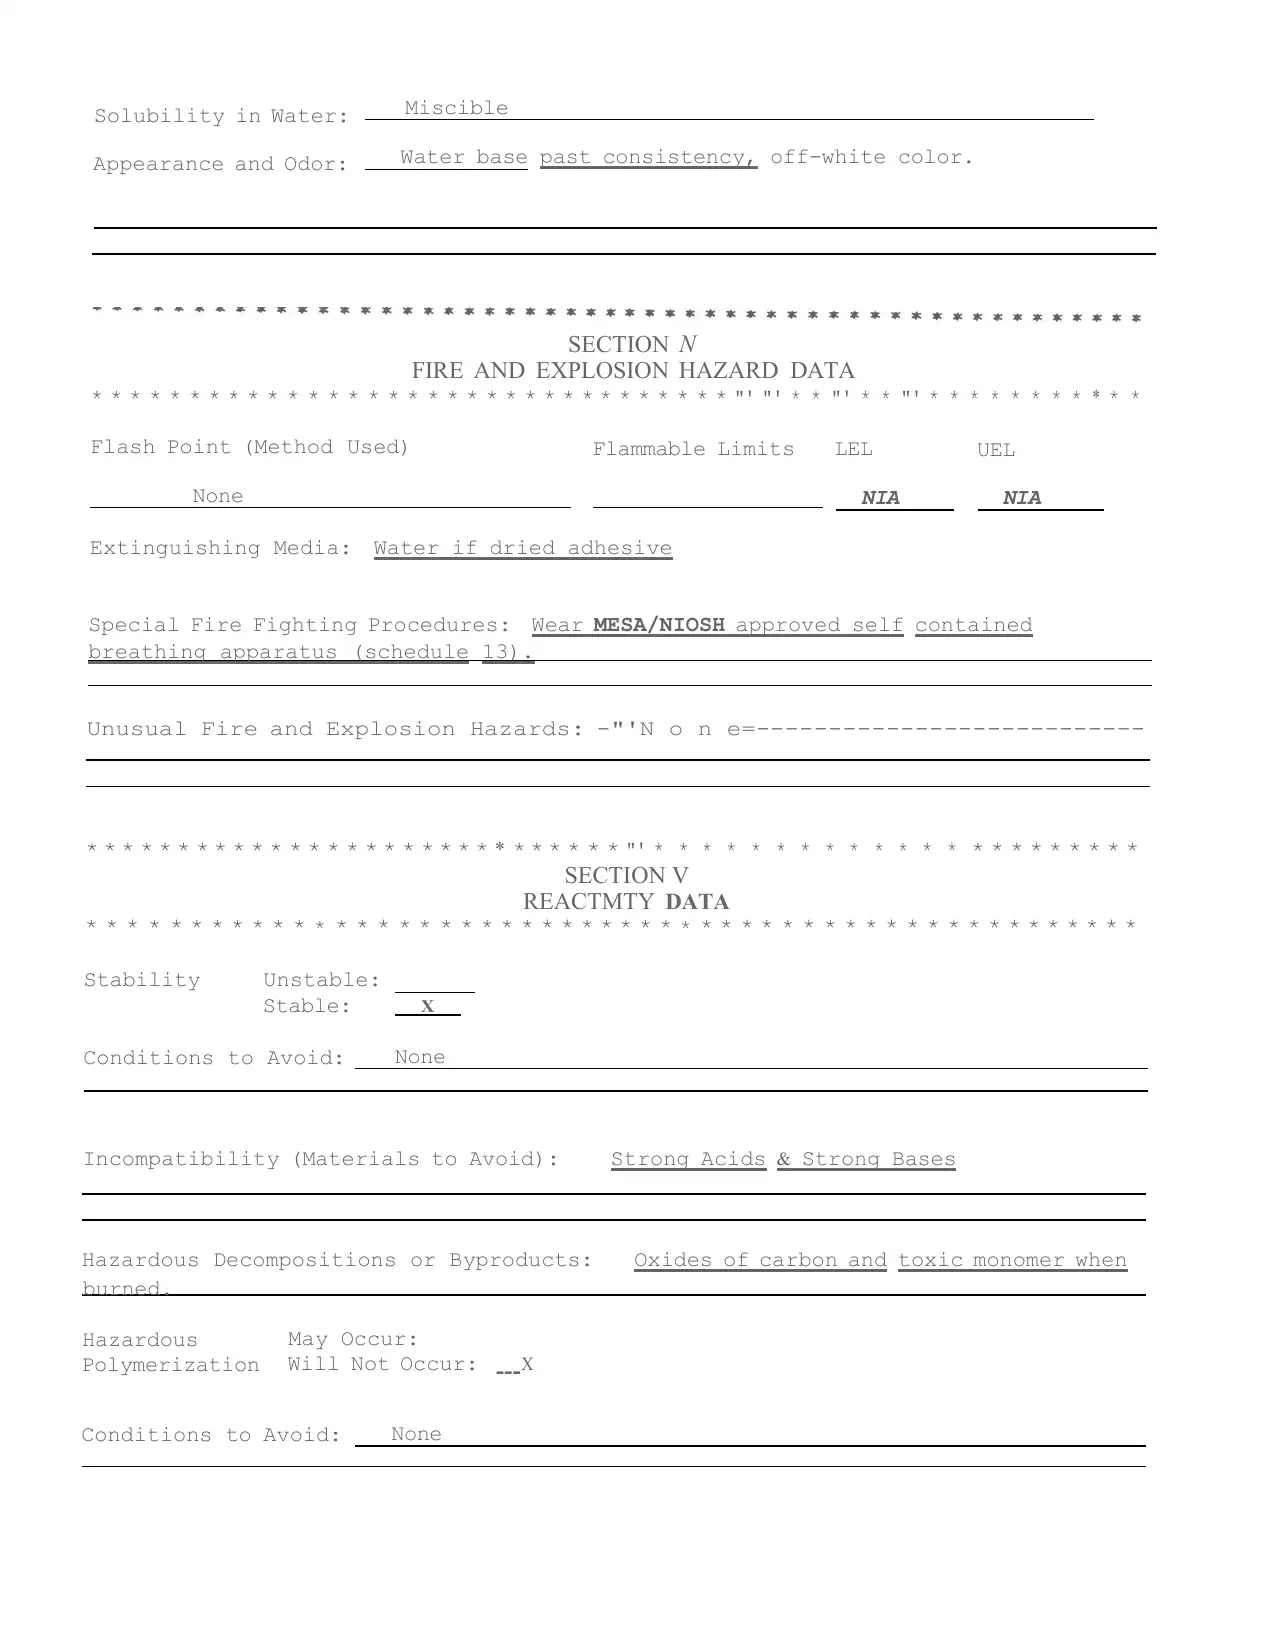 Solubility in Water: Miscible
Appearance and Odor: Water base past consistency, off-white color.
* * * * * * * * * * * * * * * * * * * * * * * * * * * * * * * * * * * * * * * * * * * * * * * * * * *
SECTION N
FIRE AND EXPLOSION HAZARD DATA
* * * * * * * * * * * * * * * * * * * * * * * * * * * * * * * * * "' "' * * "' * * "' * * * * * * * * * * *
Flash Point (Method Used) Flammable Limits LEL UEL
None NIA NIA
Extinguishing Media: Water if dried adhesive
Special Fire Fighting Procedures: Wear MESA/NIOSH approved self contained
breathing apparatus (schedule 13).
Unusual Fire and Explosion Hazards: -"'N o n e=---------------------------
* * * * * * * * * * * * * * * * * * * * * * * * * * * * * "' * * * * * * * * * * * * * * * * * * * * * *
SECTION V
REACTMTY DATA
* * * * * * * * * * * * * * * * * * * * * * * * * * * * * * * * * * * * * * * * * * * * * * * * * * *
Stability Unstable:
Stable: X
Conditions to Avoid: None
Incompatibility (Materials to Avoid): Strong Acids & Strong Bases
Hazardous Decompositions or Byproducts: Oxides of carbon and toxic monomer when
burned.
Hazardous May Occur:
Polymerization Will Not Occur: ___X
Conditions to Avoid: None